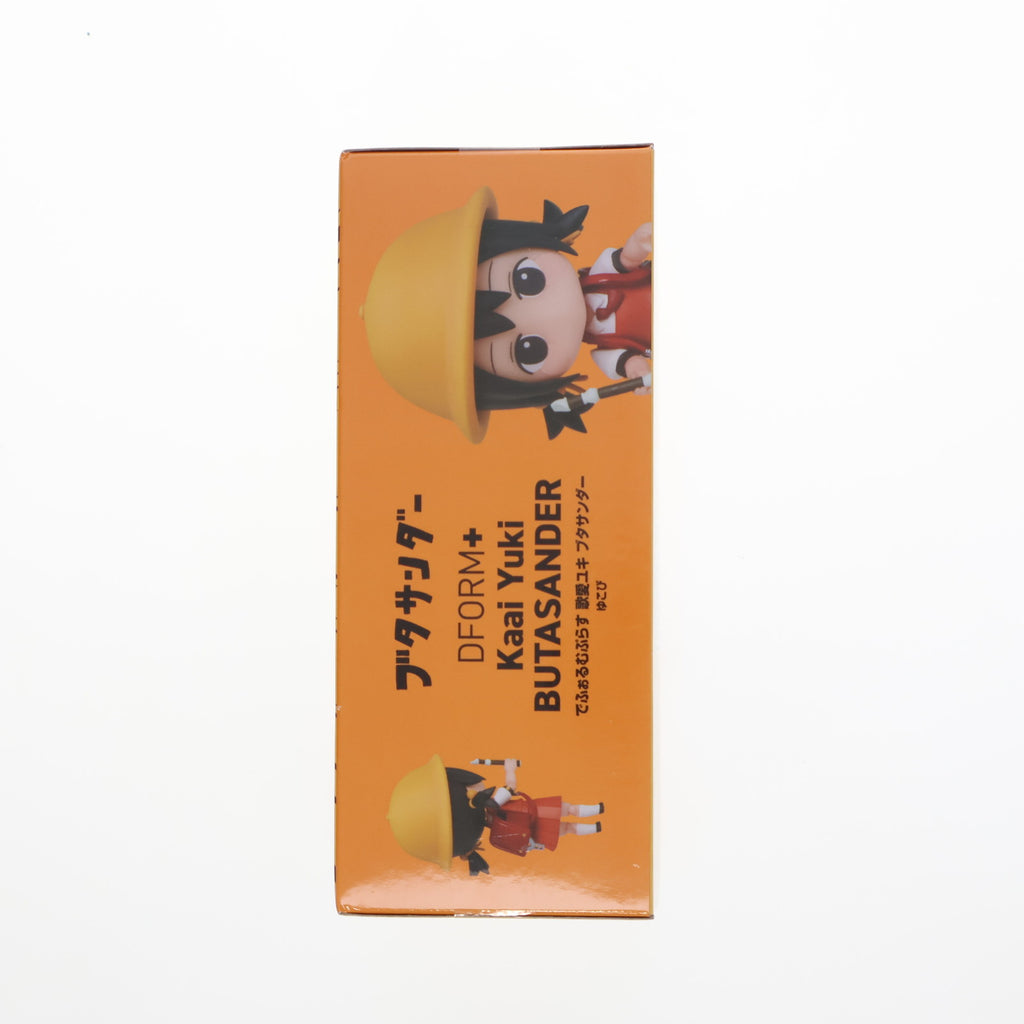 ブタサンダー
DFORM+
Kaai Yuki
BUTASANDER
でふぉるむぷらす 歌愛ユキ ブタサンダー
ゆこぴ